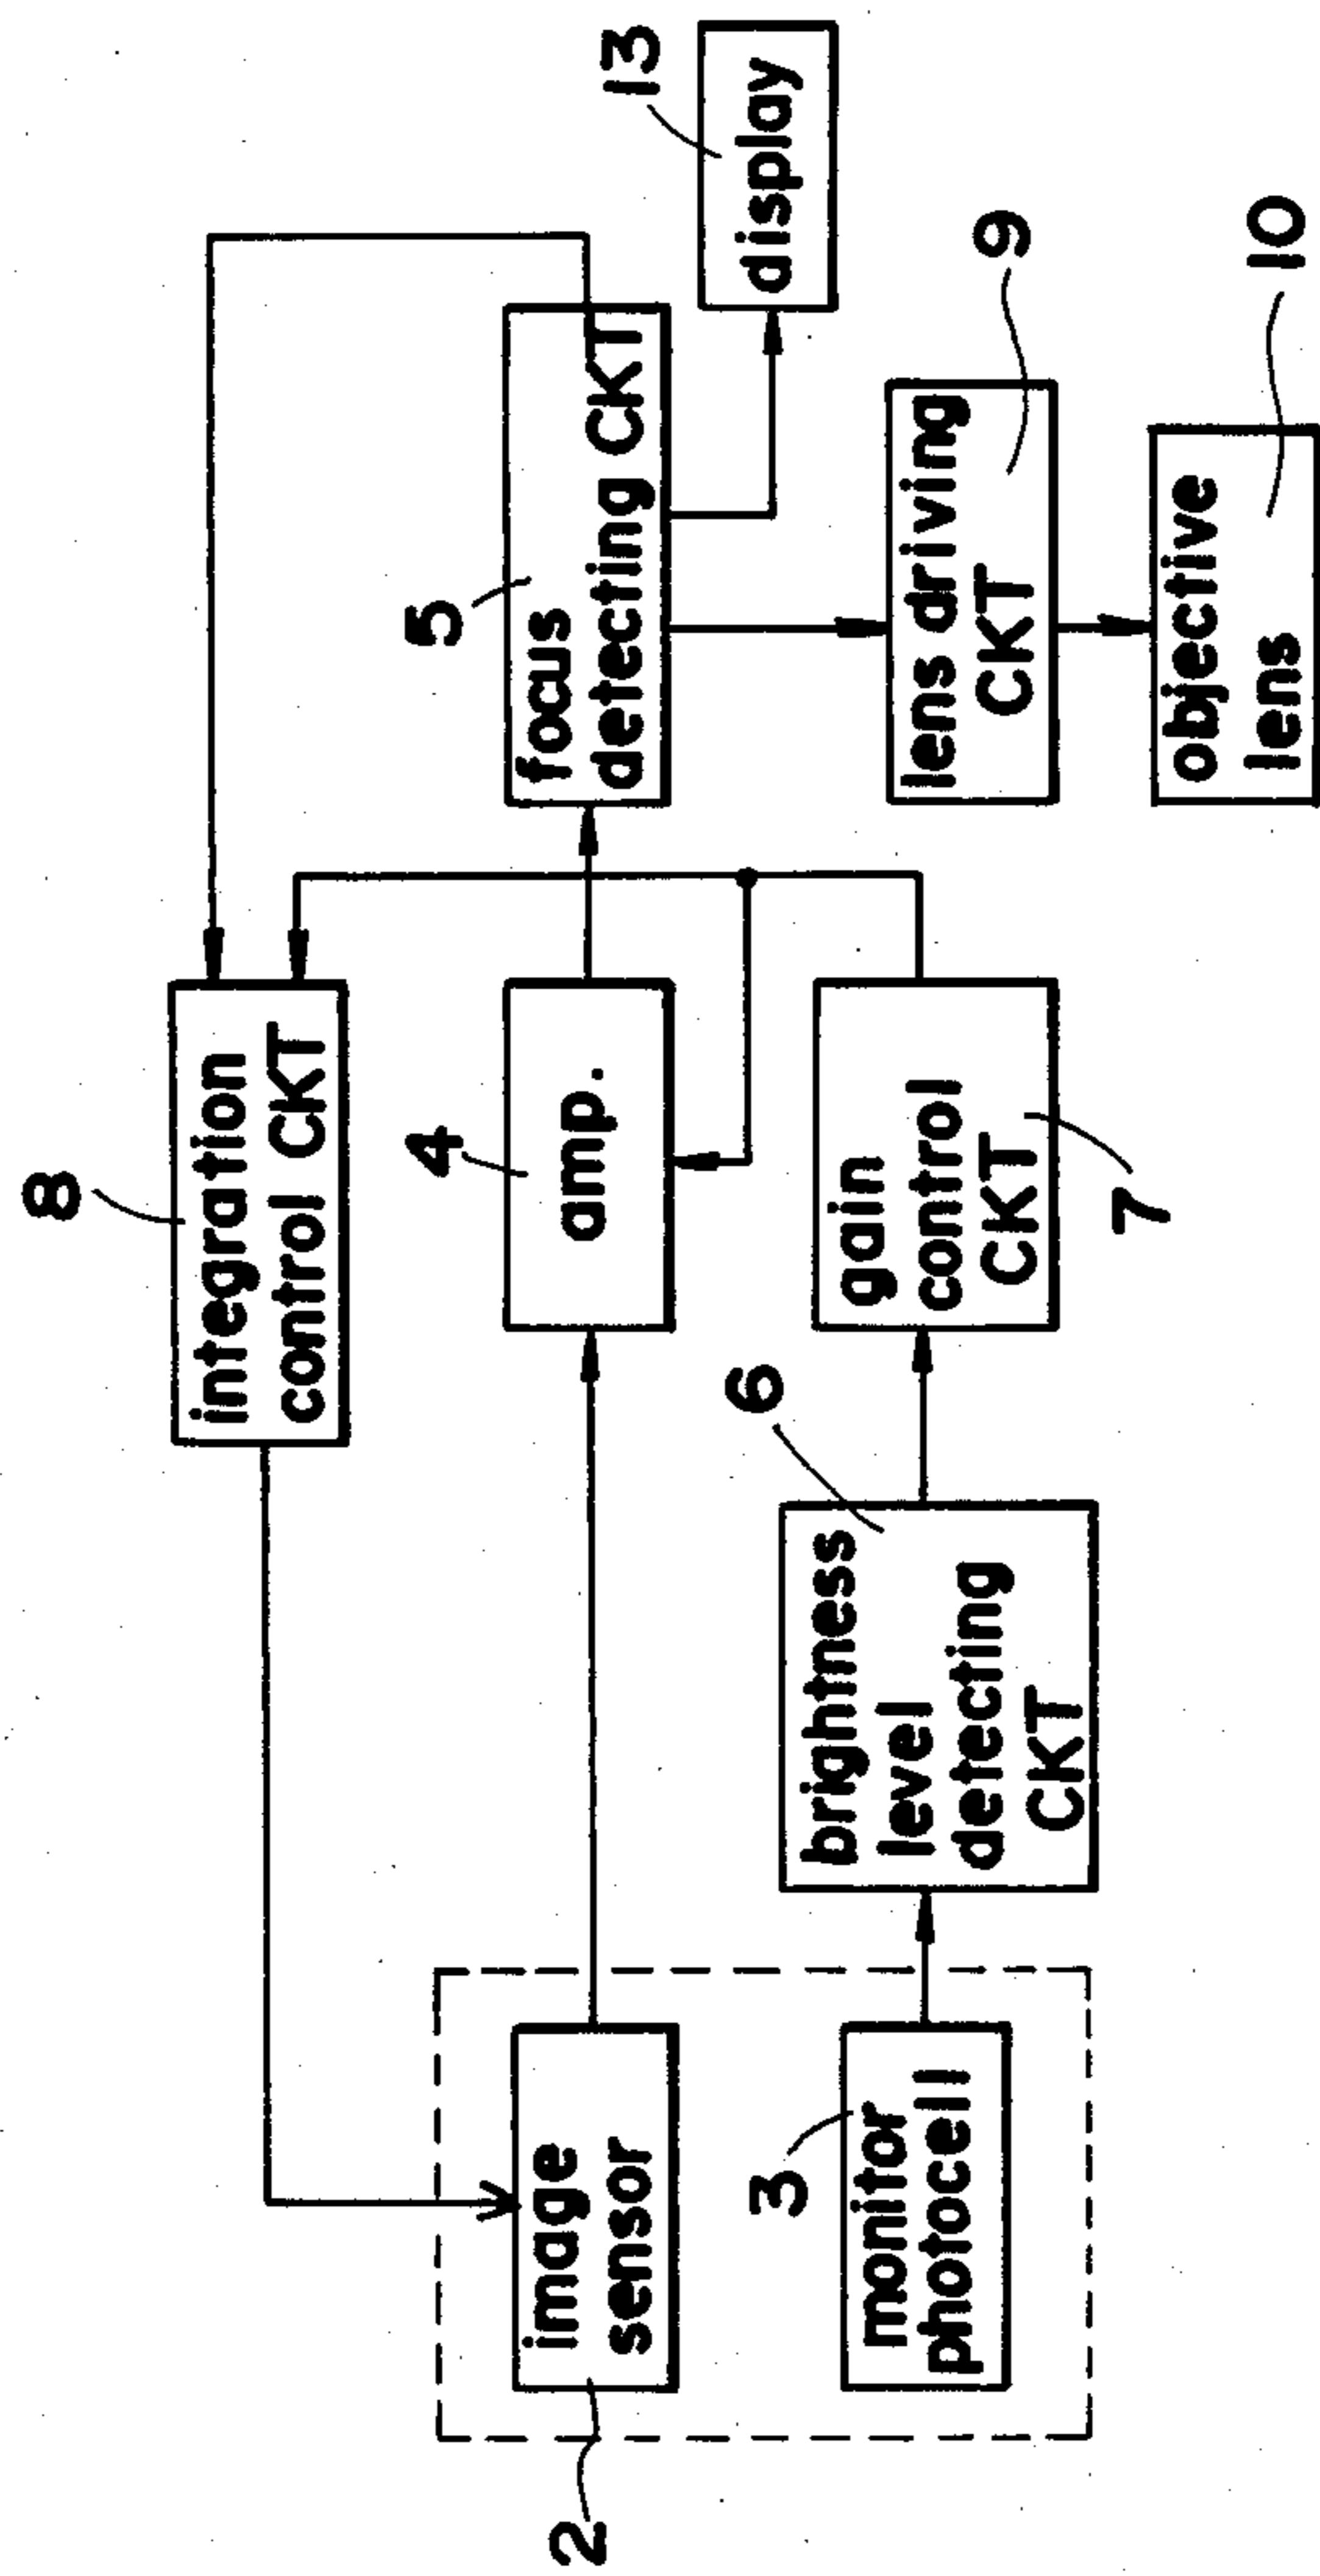 8
integration
control CKT
13
display
5
focus
detecting CKT
4
amp.
2
image
sensor
9
lens driving
CKT
10
objective
lens
7
gain
control
CKT
6
brightness
level
detecting
CKT
3
monitor
photocell